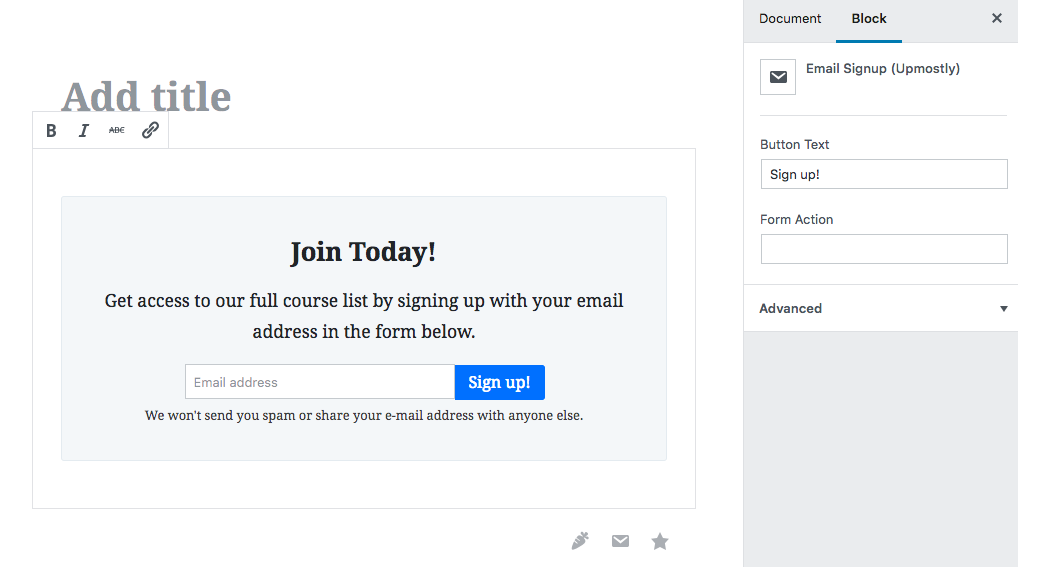 Document Block
Add title
B I ABC
Email Signup (Upmostly)
Button Text
Sign up!
Form Action
Advanced
Join Today!
Get access to our full course list by signing up with your email
address in the form below.
Email address Sign up!
We won't send you spam or share your e-mail address with anyone else.